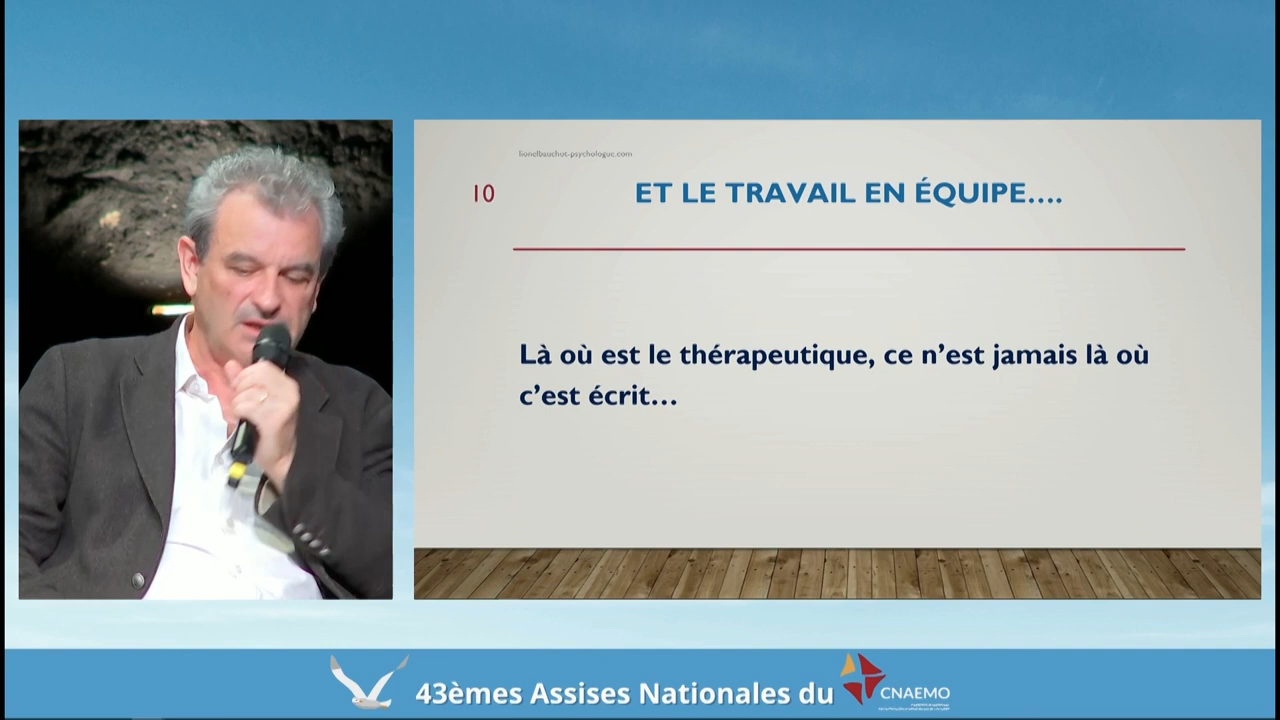 lionelbauchot-psychologue.com
10
ET LE TRAVAIL EN ÉQUIPE....
Là où est le thérapeutique, ce n’est jamais là où
c’est écrit...
43èmes Assises Nationales du
CNAEMO